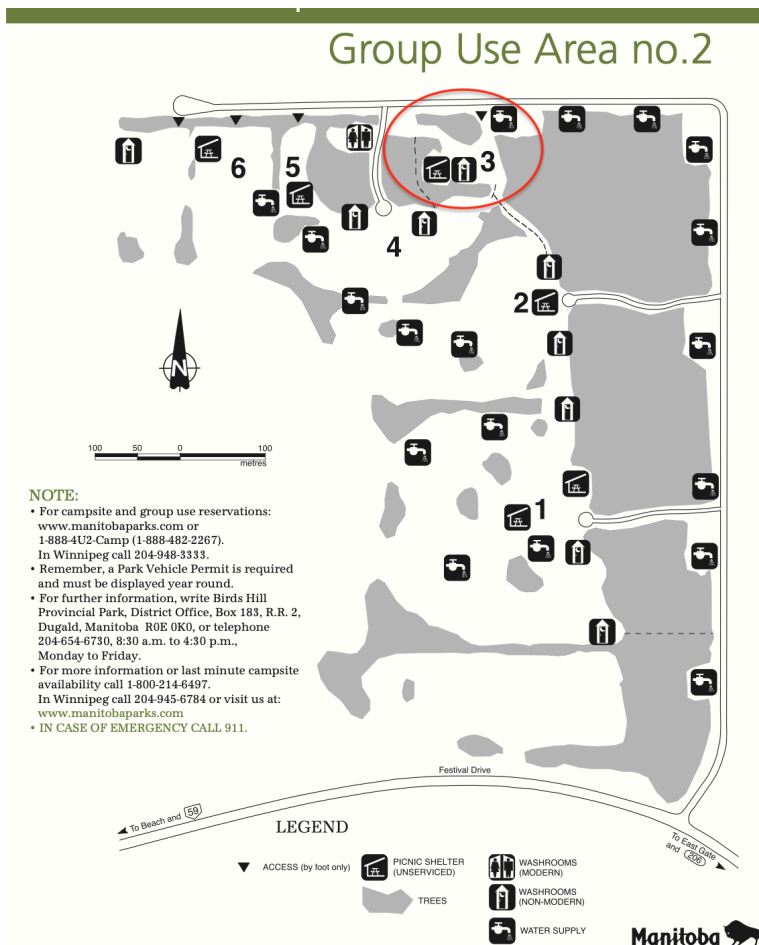 Group Use Area no.2
6
5
3
4
2
1
N
100 50 0 100
metres
NOTE:
• For campsite and group use reservations:
www.manitobaparks.com or
1-888-4U2-Camp (1-888-482-2267).
In Winnipeg call 204-948-3333.
• Remember, a Park Vehicle Permit is required
and must be displayed year round.
• For further information, write Birds Hill
Provincial Park, District Office, Box 183, R.R. 2,
Dugald, Manitoba  R0E 0K0, or telephone
204-654-6730, 8:30 a.m. to 4:30 p.m.,
Monday to Friday.
• For more information or last minute campsite
availability call 1-800-214-6497.
In Winnipeg call 204-945-6784 or visit us at:
www.manitobaparks.com
• IN CASE OF EMERGENCY CALL 911.
Festival Drive
To Beach and 59
To East Gate
and 206
LEGEND
ACCESS (by foot only)
PICNIC SHELTER
(UNSERVICED)
TREES
WASHROOMS
(MODERN)
WASHROOMS
(NON-MODERN)
WATER SUPPLY
Manitoba